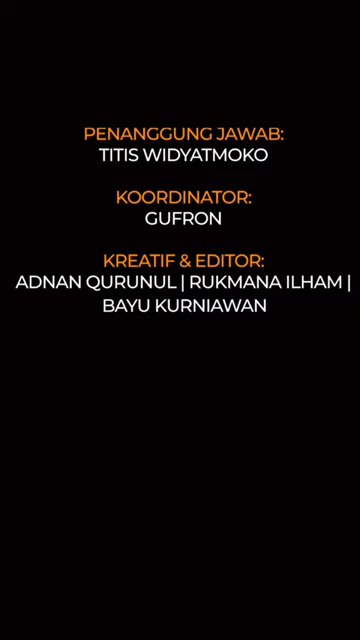 PENANGGUNG JAWAB:
TITIS WIDYATMOKO
KOORDINATOR:
GUFRON
KREATIF & EDITOR:
ADNAN QURUNUL | RUKMANA ILHAM |
BAYU KURNIAWAN